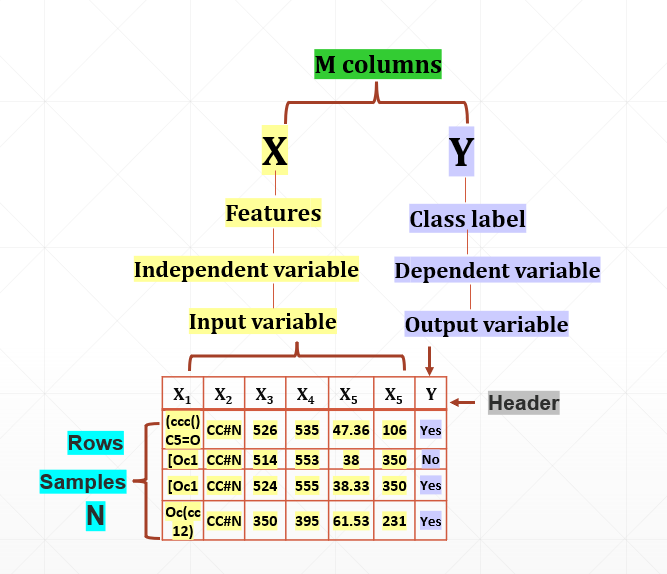 M columns
X
Y
Features
Class label
Independent variable
Dependent variable
Input variable
Output variable
X1 X2 X3 X4 X5 X5 Y
Header
(ccc()
C5=O CC#N 526 535 47.36 106 Yes
[Oc1 CC#N 514 553 38 350 No
[Oc1 CC#N 524 555 38.33 350 Yes
Oc(cc
12) CC#N 350 395 61.53 231 Yes
Rows
Samples
N